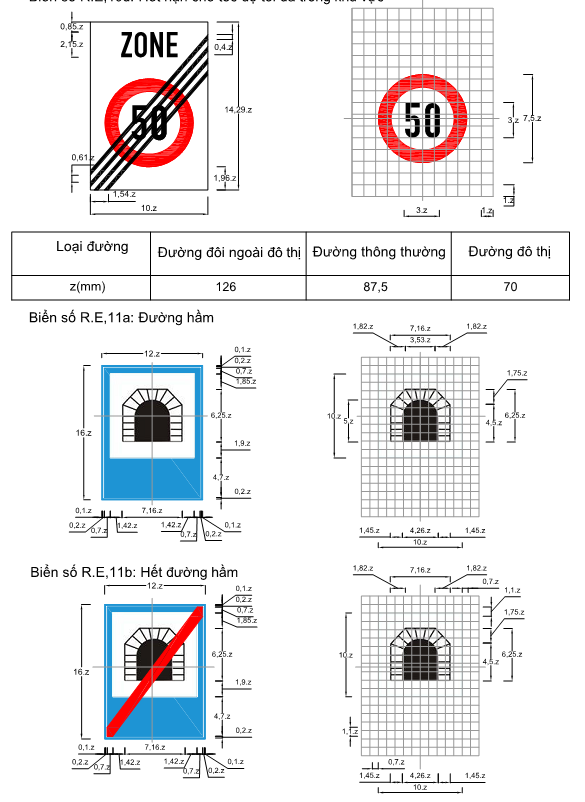 0,85.z
2,15.z
ZONE
50
0,4.z
14,29.z
0,61.z
1,96.z
1,54.z
10.z
50
3.z
7,5.z
1.z
3.z
1.z
Loại đường
Đường đôi ngoài đô thị
Đường thông thường
Đường đô thị
z(mm)
126
87,5
70
Biển số R.E,11a: Đường hầm
12.z
0,1.z
0,2.z
0,7.z
1,85.z
16.z
6,25.z
1,9.z
4,7.z
0,2.z
0,1.z
7,16.z
0,1.z
0,2.z
1,42.z
1,42.z
0,2.z
0,7.z
0,7.z
1,82.z
7,16.z
1,82.z
3,53.z
1,75.z
10.z
5.z
4,5.z
6,25.z
1,45.z
4,26.z
1,45.z
10.z
Biển số R.E,11b: Hết đường hầm
12.z
0,1.z
0,2.z
0,7.z
1,85.z
16.z
6,25.z
1,9.z
4,7.z
0,2.z
0,1.z
7,16.z
0,1.z
0,2.z
1,42.z
1,42.z
0,2.z
0,7.z
0,7.z
1,82.z
7,16.z
1,82.z
0,7.z
1,1.z
1,75.z
10.z
4,5.z
6,25.z
1,1.z
0,7.z
1,45.z
4,26.z
1,45.z
10.z